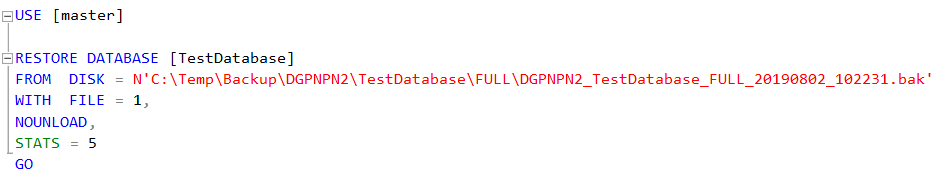 USE [master]
RESTORE DATABASE [TestDatabase]
FROM  DISK = N'C:\Temp\Backup\DGPNPN2\TestDatabase\FULL\DGPNPN2_TestDatabase_FULL_20190802_102231.bak'
WITH  FILE = 1,
NOUNLOAD,
STATS = 5
GO